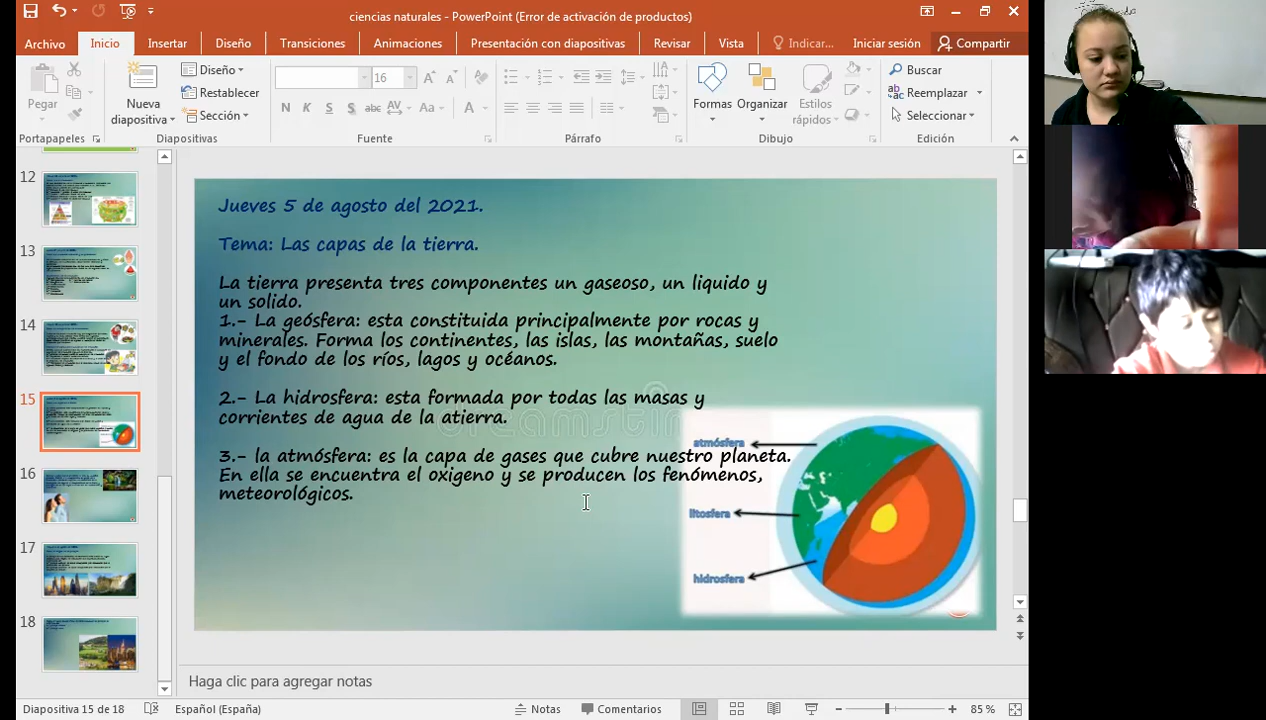 ciencias naturales - PowerPoint (Error de activación de productos)
Archivo Inicio Insertar Diseño Transiciones Animaciones Presentación con diapositivas Revisar Vista Indicar... Iniciar sesión Compartir
Pegar
Nueva diapositiva
Diseño
Restablecer
Sección
16
N K S abc AV Aa A
Formas Organizar Estilos rápidos
Buscar
Reemplazar
Seleccionar
Portapapeles Diapositivas Fuente Párrafo Dibujo Edición
12
13
14
15
16
17
18
Jueves 5 de agosto del 2021.
Tema: Las capas de la tierra.
La tierra presenta tres componentes un gaseoso, un liquido y
un solido.
1.- La geósfera: esta constituida principalmente por rocas y
minerales. Forma los continentes, las islas, las montañas, suelo
y el fondo de los ríos, lagos y océanos.
2.- La hidrosfera: esta formada por todas las masas y
corrientes de agua de la atierra.
3.- la atmósfera: es la capa de gases que cubre nuestro planeta.
En ella se encuentra el oxigeno y se producen los fenómenos,
meteorológicos.
atmósfera
litosfera
hidrosfera
Haga clic para agregar notas
Diapositiva 15 de 18 Español (España) Notas Comentarios 85 %